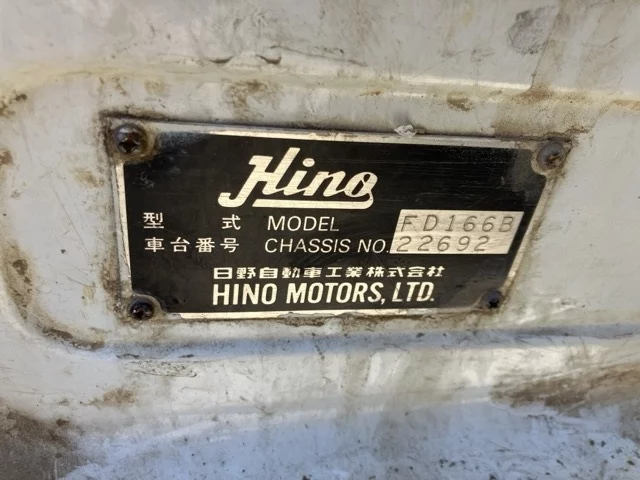 Hino
型 式 MODEL FD166B
車台番号 CHASSIS NO. 22692
日野自動車工業株式会社
HINO MOTORS, LTD.